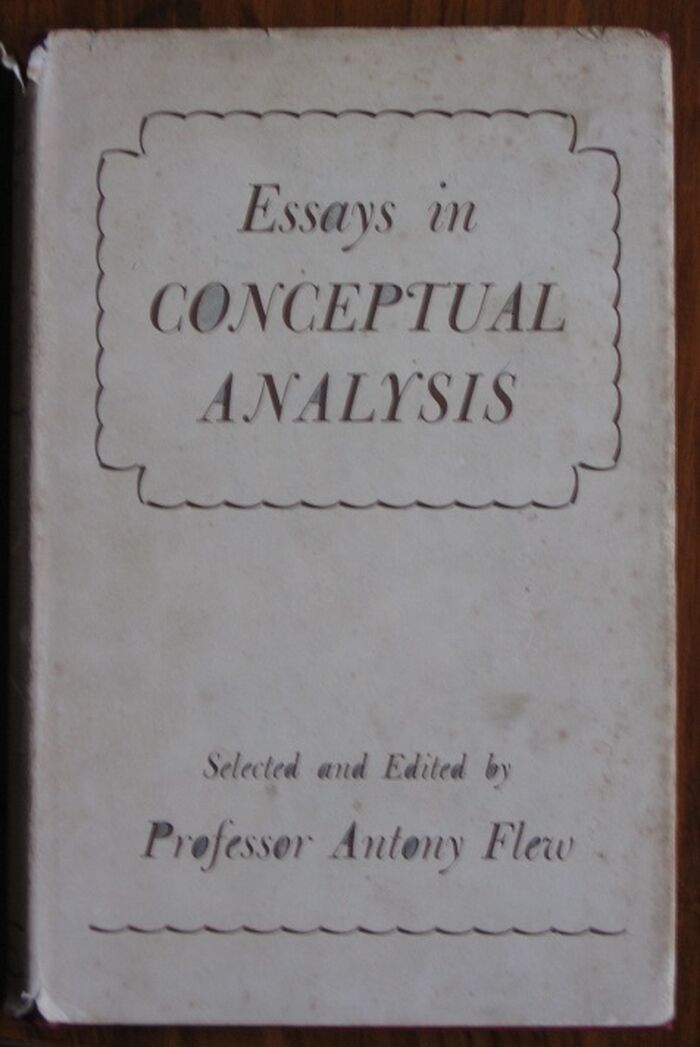 Essays in
CONCEPTUAL
ANALYSIS
Selected and Edited by
Professor Antony Flew